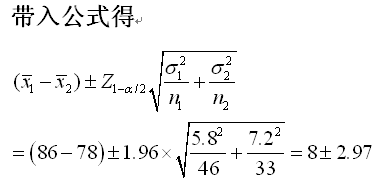 带入公式得↵
(x̄₁ − x̄₂) ± Z₁₋α/₂ √(σ₁²/n₁ + σ₂²/n₂)
= (86 − 78) ± 1.96 × √(5.8²/46 + 7.2²/33) = 8 ± 2.97